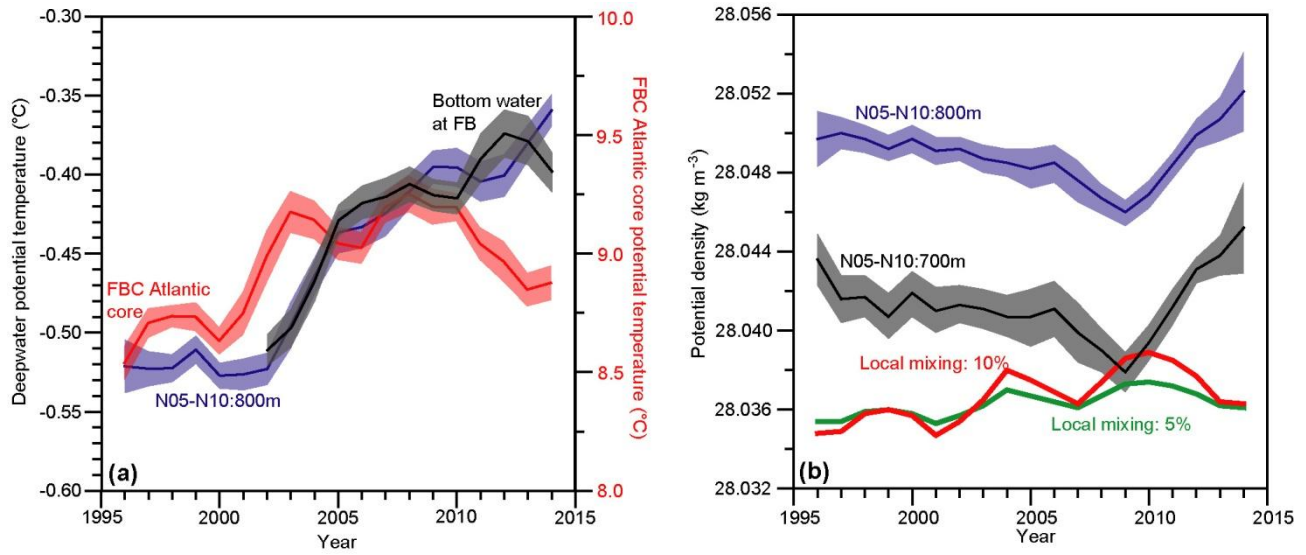 -0.30
-0.35
-0.40
-0.45
-0.50
-0.55
-0.60
Deepwater potential temperature (°C)
1995
2000
2005
2010
2015
Year
10.0
9.5
9.0
8.5
8.0
FBC Atlantic core potential temperature (°C)
Bottom water
at FB
FBC Atlantic
core
N05-N10:800m
(a)
28.056
28.052
28.048
28.044
28.040
28.036
28.032
Potential density (kg m⁻³)
1995
2000
2005
2010
2015
Year
N05-N10:800m
N05-N10:700m
Local mixing: 10%
Local mixing: 5%
(b)